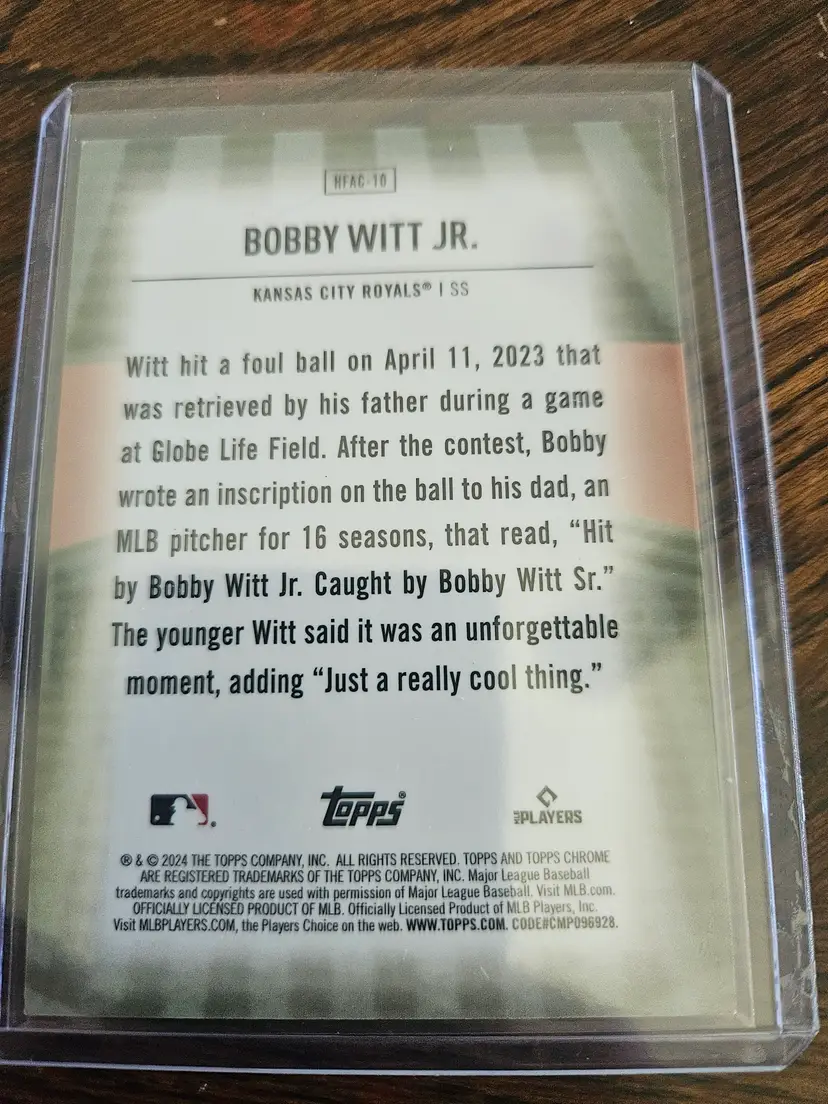 HFAC-10
BOBBY WITT JR.
KANSAS CITY ROYALS® | SS
Witt hit a foul ball on April 11, 2023 that
was retrieved by his father during a game
at Globe Life Field. After the contest, Bobby
wrote an inscription on the ball to his dad, an
MLB pitcher for 16 seasons, that read, “Hit
by Bobby Witt Jr. Caught by Bobby Witt Sr.”
The younger Witt said it was an unforgettable
moment, adding “Just a really cool thing.”
topps® MLB PLAYERS
® & © 2024 THE TOPPS COMPANY, INC. ALL RIGHTS RESERVED. TOPPS AND TOPPS CHROME
ARE REGISTERED TRADEMARKS OF THE TOPPS COMPANY, INC. Major League Baseball
trademarks and copyrights are used with permission of Major League Baseball. Visit MLB.com.
OFFICIALLY LICENSED PRODUCT OF MLB. Officially Licensed Product of MLB Players, Inc.
Visit MLBPLAYERS.COM, the Players Choice on the web. WWW.TOPPS.COM. CODE#CMP096928.